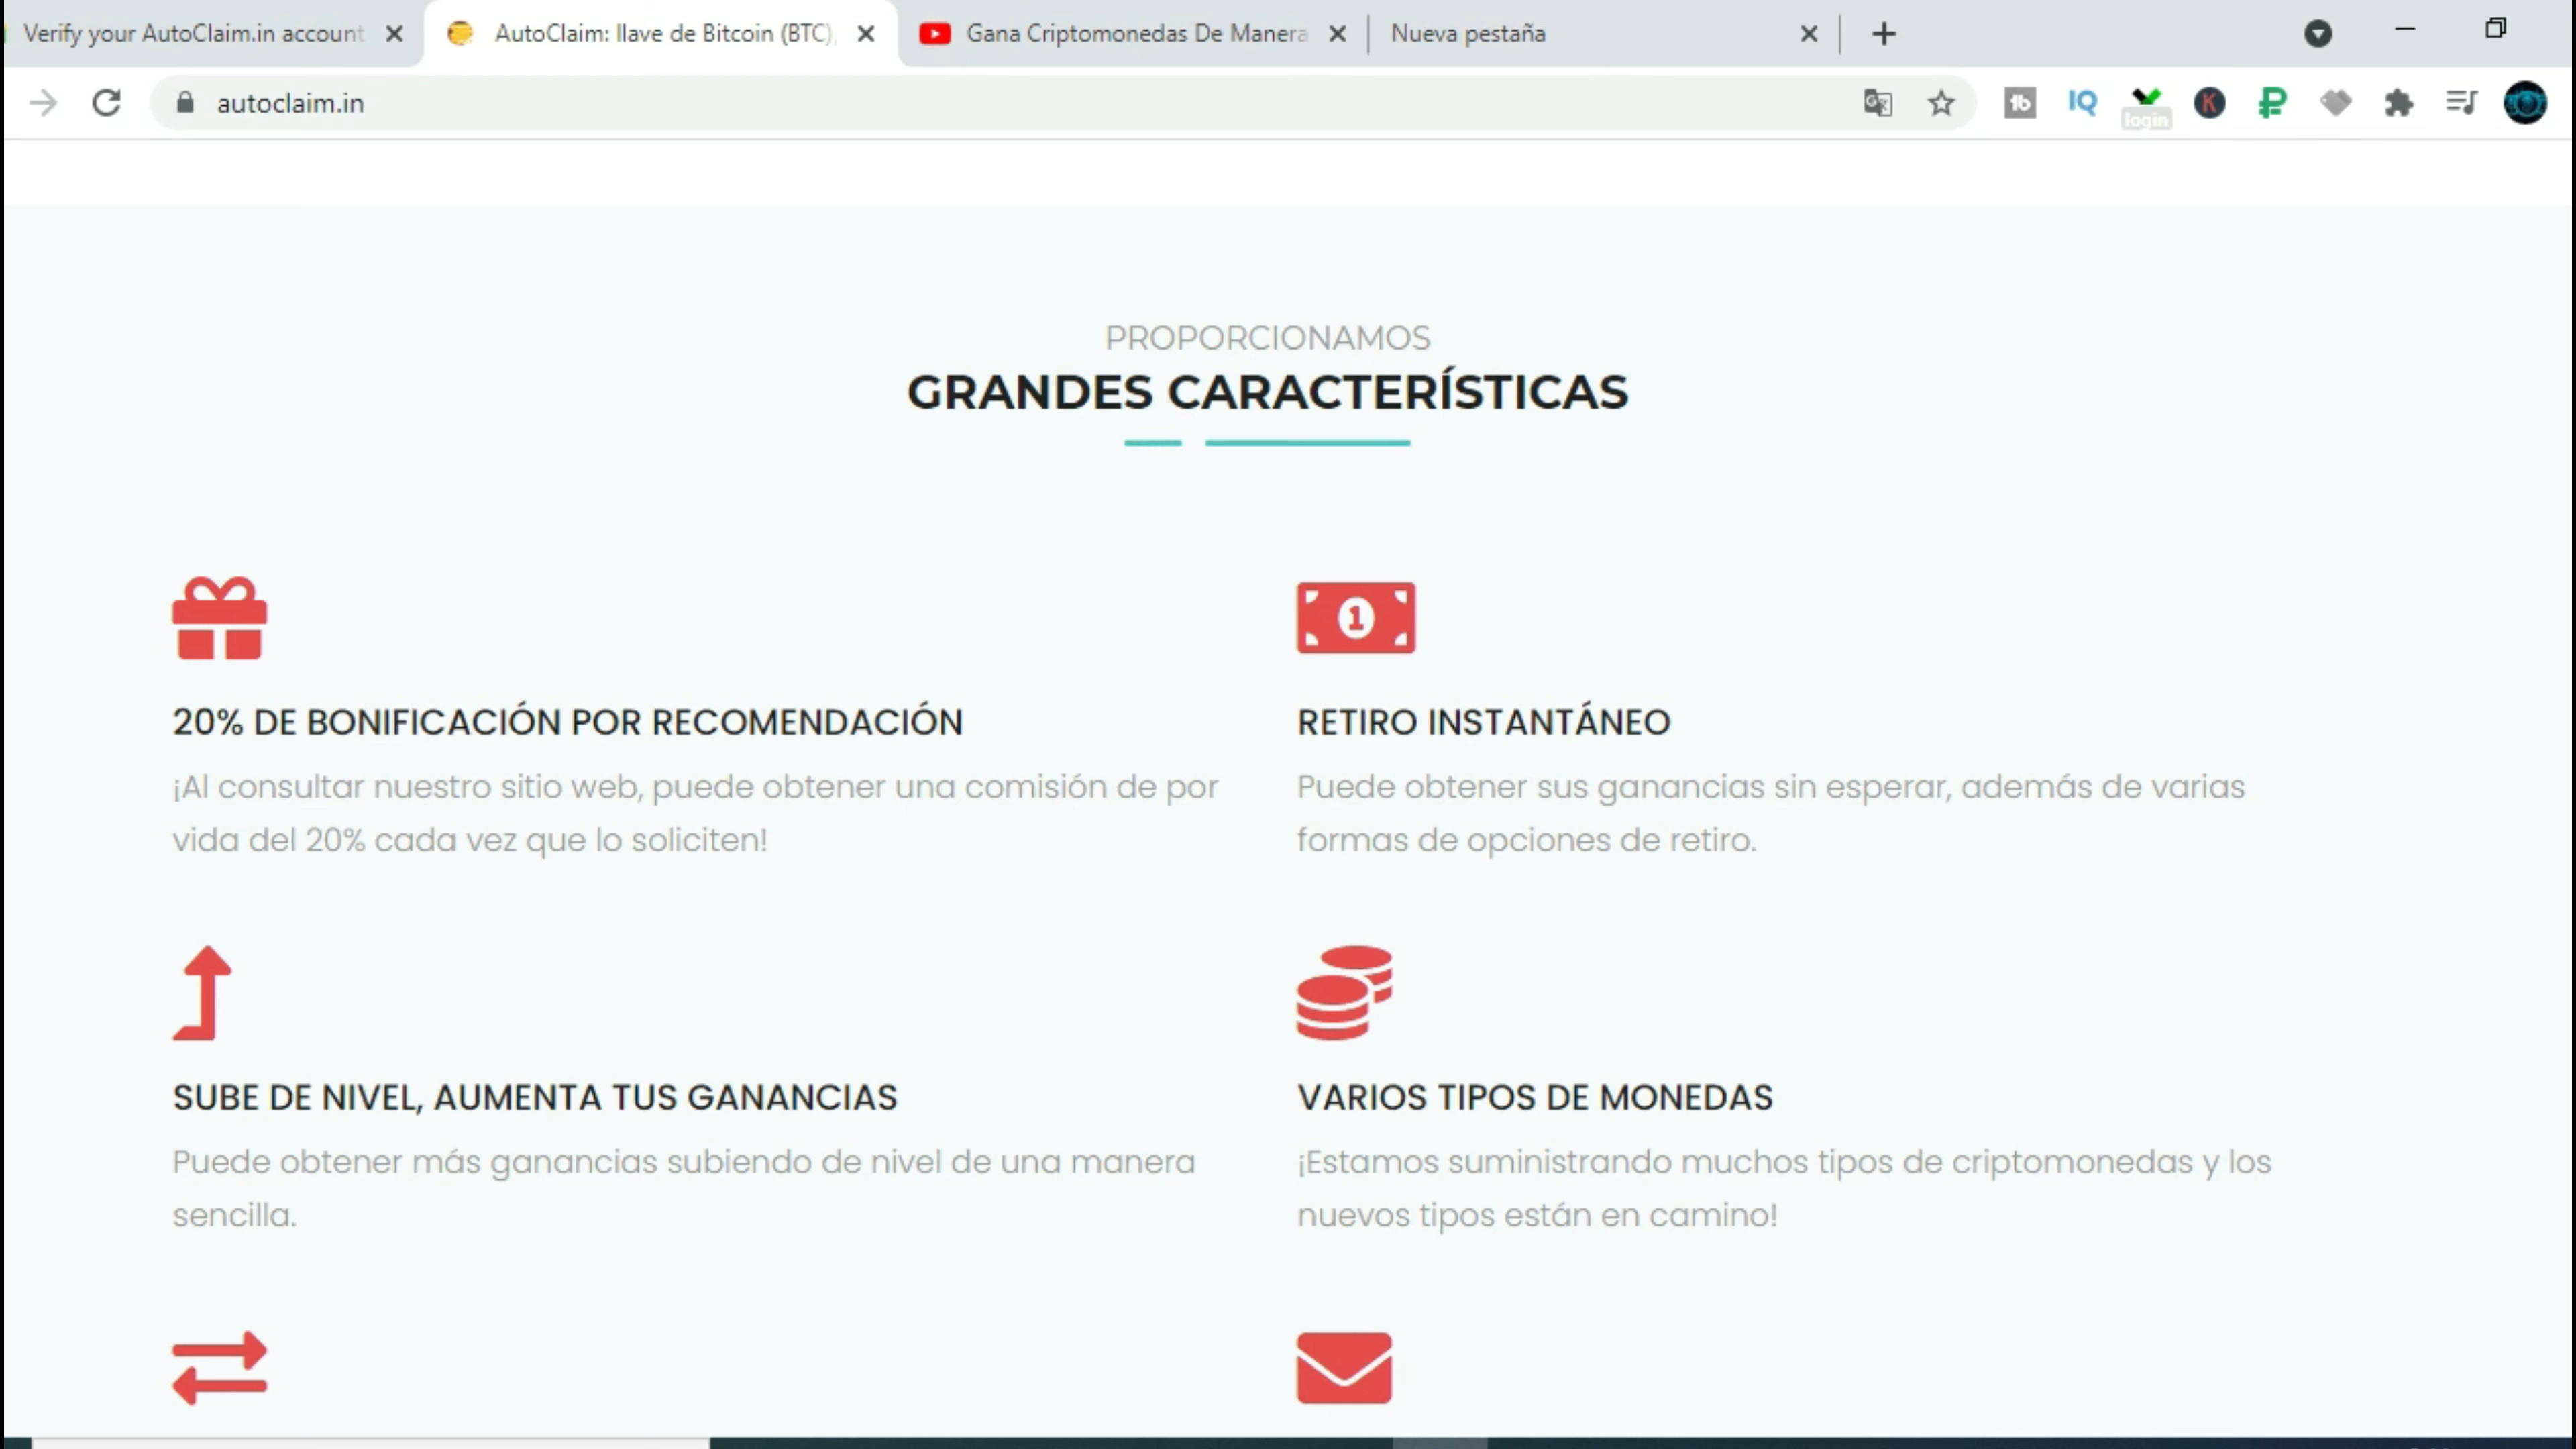 Verify your AutoClaim.in account
AutoClaim: llave de Bitcoin (BTC),
Gana Criptomonedas De Manera
Nueva pestaña
autoclaim.in
tb
IQ
login
K
PROPORCIONAMOS
GRANDES CARACTERÍSTICAS
1
20% DE BONIFICACIÓN POR RECOMENDACIÓN
¡Al consultar nuestro sitio web, puede obtener una comisión de por
vida del 20% cada vez que lo soliciten!
RETIRO INSTANTÁNEO
Puede obtener sus ganancias sin esperar, además de varias
formas de opciones de retiro.
SUBE DE NIVEL, AUMENTA TUS GANANCIAS
Puede obtener más ganancias subiendo de nivel de una manera
sencilla.
VARIOS TIPOS DE MONEDAS
¡Estamos suministrando muchos tipos de criptomonedas y los
nuevos tipos están en camino!